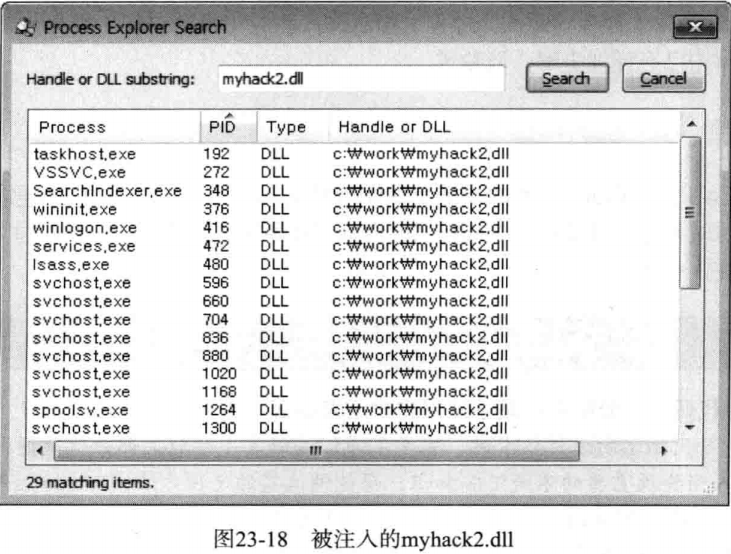 Process Explorer Search
Handle or DLL substring: myhack2.dll Search Cancel
Process PID Type Handle or DLL
taskhost,exe 192 DLL c:₩work₩myhack2,dll
VSSVC,exe 272 DLL c:₩work₩myhack2,dll
SearchIndexer,exe 348 DLL c:₩work₩myhack2,dll
wininit,exe 376 DLL c:₩work₩myhack2,dll
winlogon,exe 416 DLL c:₩work₩myhack2,dll
services,exe 472 DLL c:₩work₩myhack2,dll
lsass,exe 480 DLL c:₩work₩myhack2,dll
svchost,exe 596 DLL c:₩work₩myhack2,dll
svchost,exe 660 DLL c:₩work₩myhack2,dll
svchost,exe 704 DLL c:₩work₩myhack2,dll
svchost,exe 836 DLL c:₩work₩myhack2,dll
svchost,exe 880 DLL c:₩work₩myhack2,dll
svchost,exe 1020 DLL c:₩work₩myhack2,dll
svchost,exe 1168 DLL c:₩work₩myhack2,dll
spoolsv,exe 1264 DLL c:₩work₩myhack2,dll
svchost,exe 1300 DLL c:₩work₩myhack2,dll
29 matching items.
图23-18 被注入的myhack2.dll